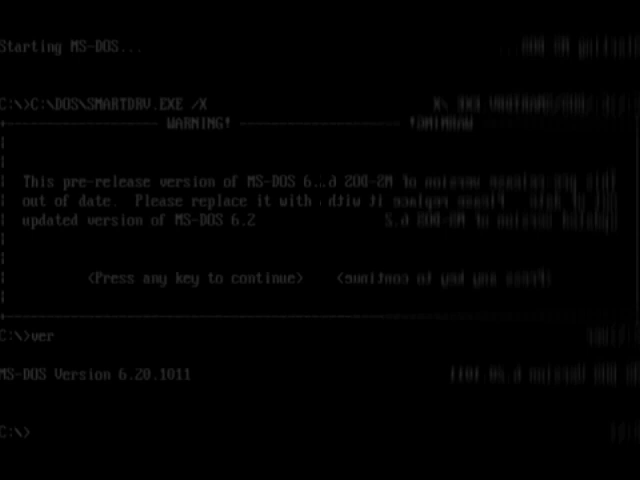 Starting MS-DOS...
C:\>C:\DOS\SMARTDRV.EXE /X
WARNING!
This pre-release version of MS-DOS 6.
out of date. Please replace it with
updated version of MS-DOS 6.2
<Press any key to continue>
C:\>ver
MS-DOS Version 6.20.1011
C:\>